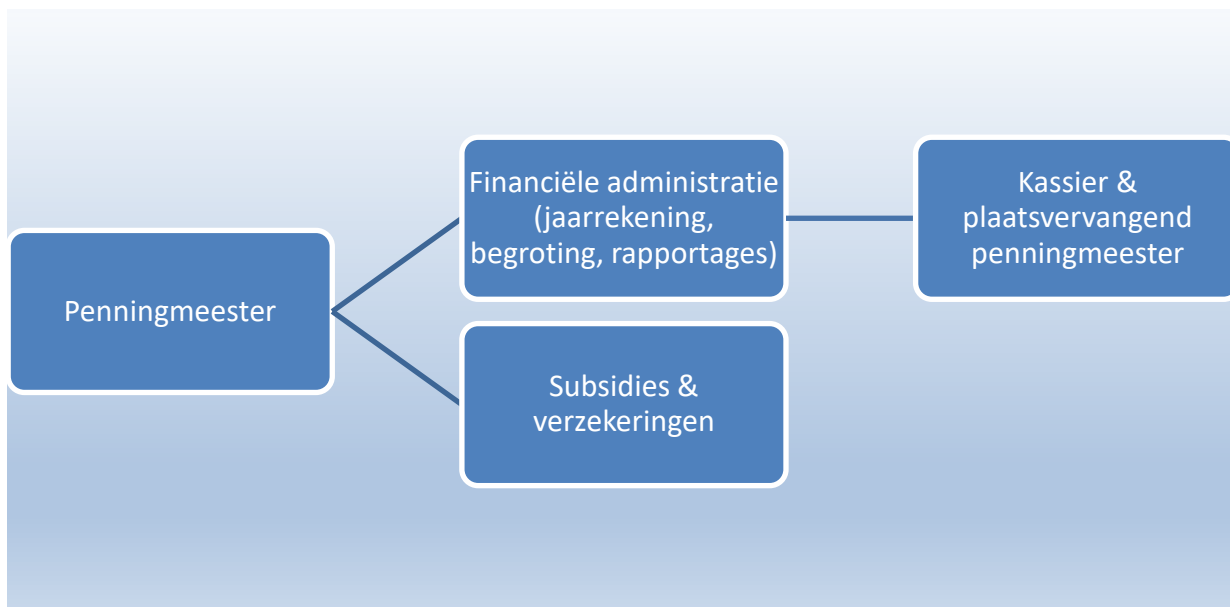 Penningmeester
Financiële administratie
(jaarrekening,
begroting, rapportages)
Subsidies &
verzekeringen
Kassier &
plaatsvervangend
penningmeester